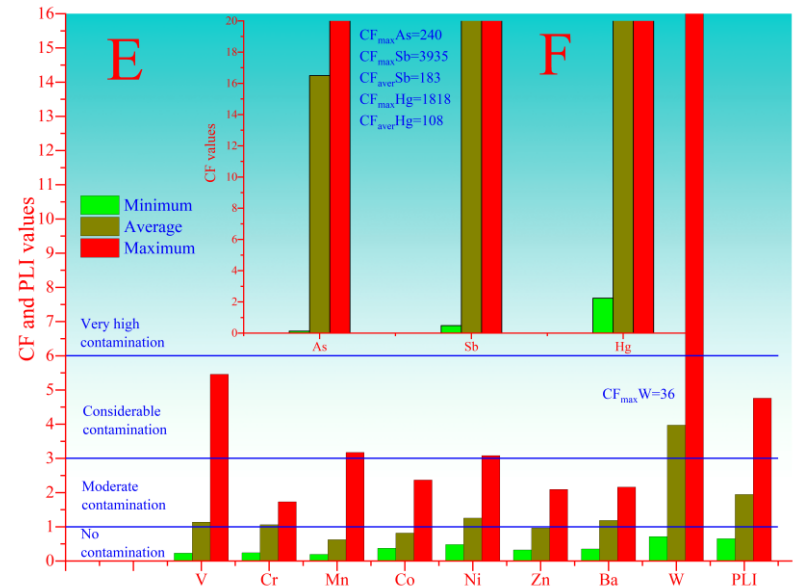 E
F
CF and PLI values
16
15
14
13
12
11
10
9
8
7
6
5
4
3
2
1
0
Minimum
Average
Maximum
Very high
contamination
Considerable
contamination
Moderate
contamination
No
contamination
V Cr Mn Co Ni Zn Ba W PLI
CF values
20
18
16
14
12
10
8
6
4
2
0
As Sb Hg
CFmaxAs=240
CFmaxSb=3935
CFaverSb=183
CFmaxHg=1818
CFaverHg=108
CFmaxW=36